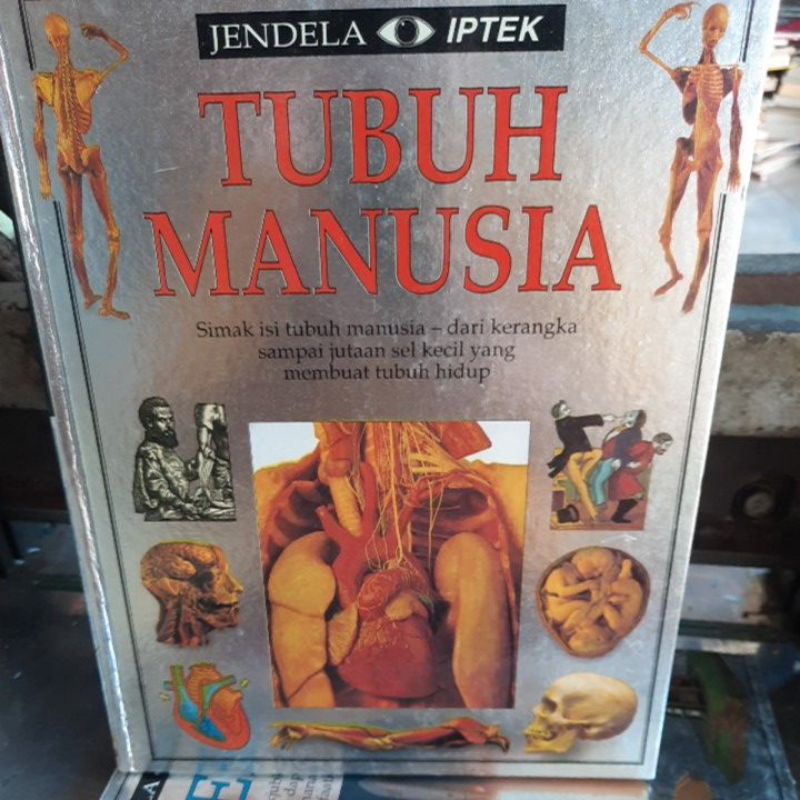 JENDELA IPTEK
TUBUH
MANUSIA
Simak isi tubuh manusia – dari kerangka
sampai jutaan sel kecil yang
membuat tubuh hidup